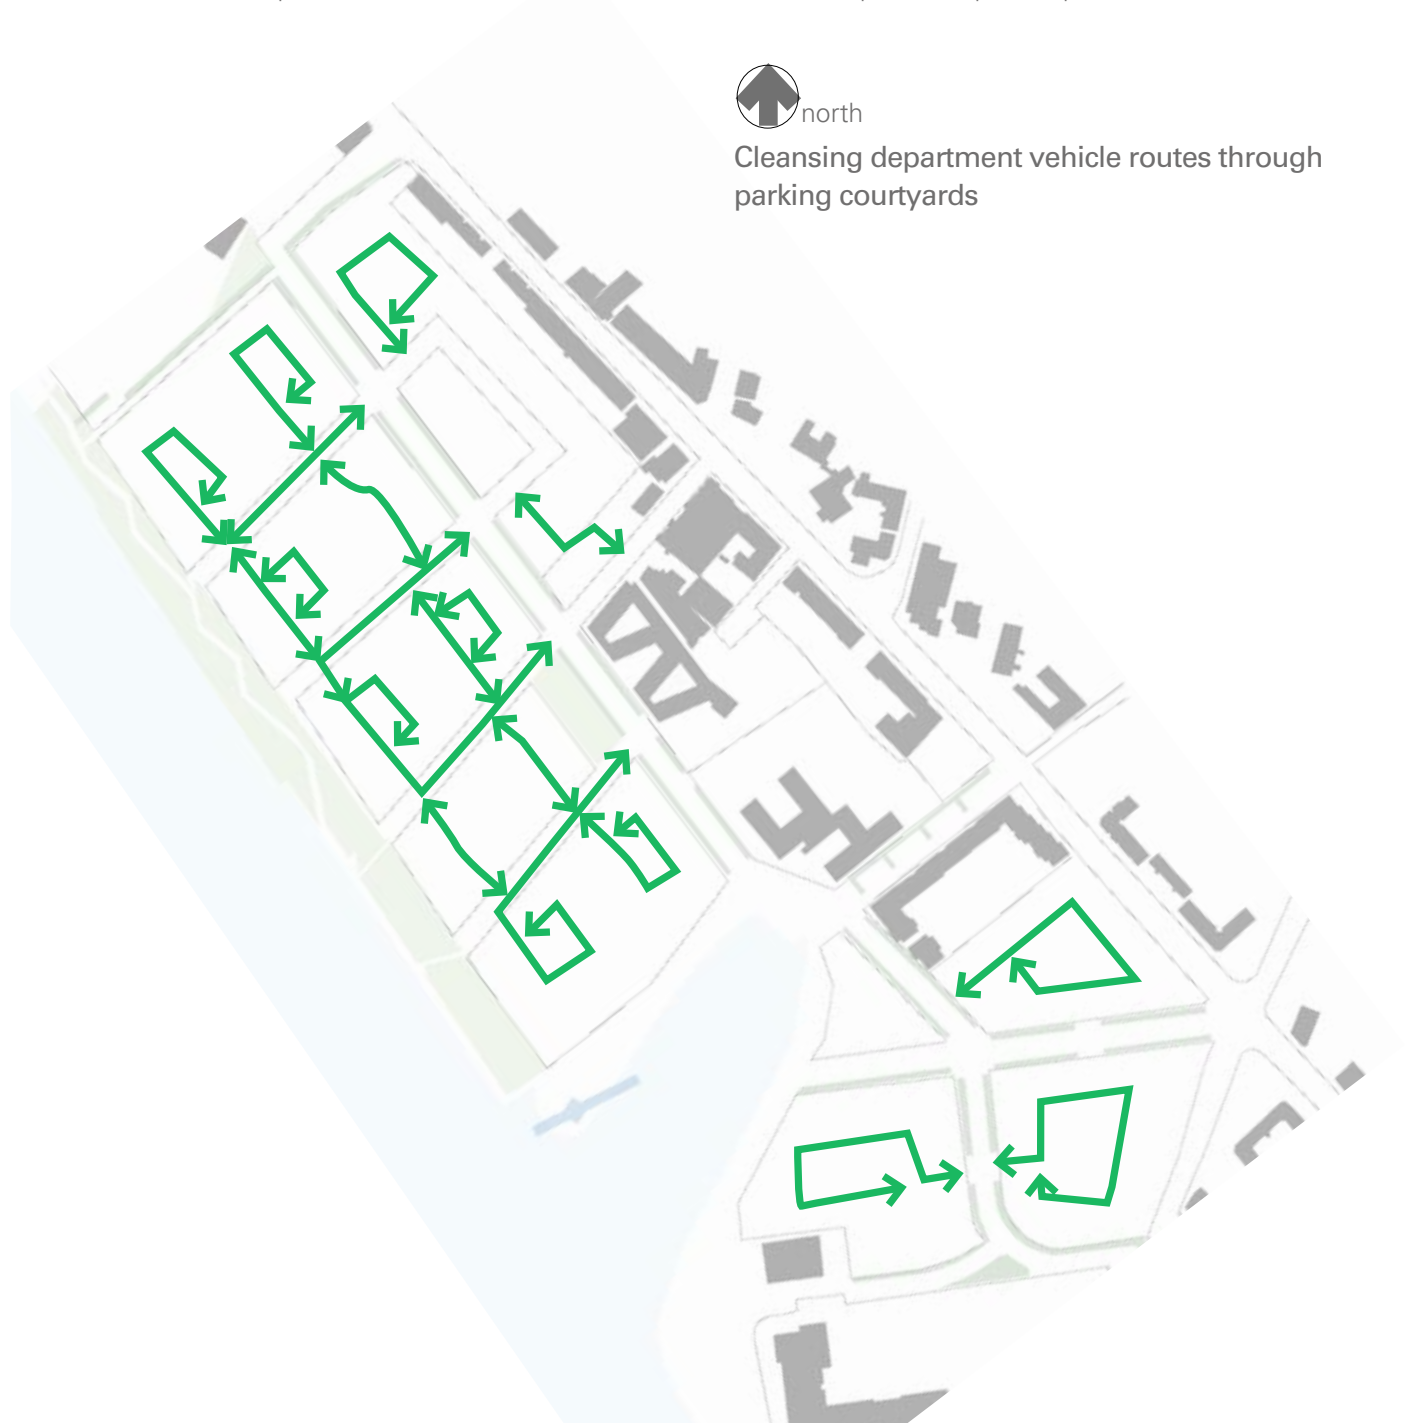 north
Cleansing department vehicle routes through
parking courtyards